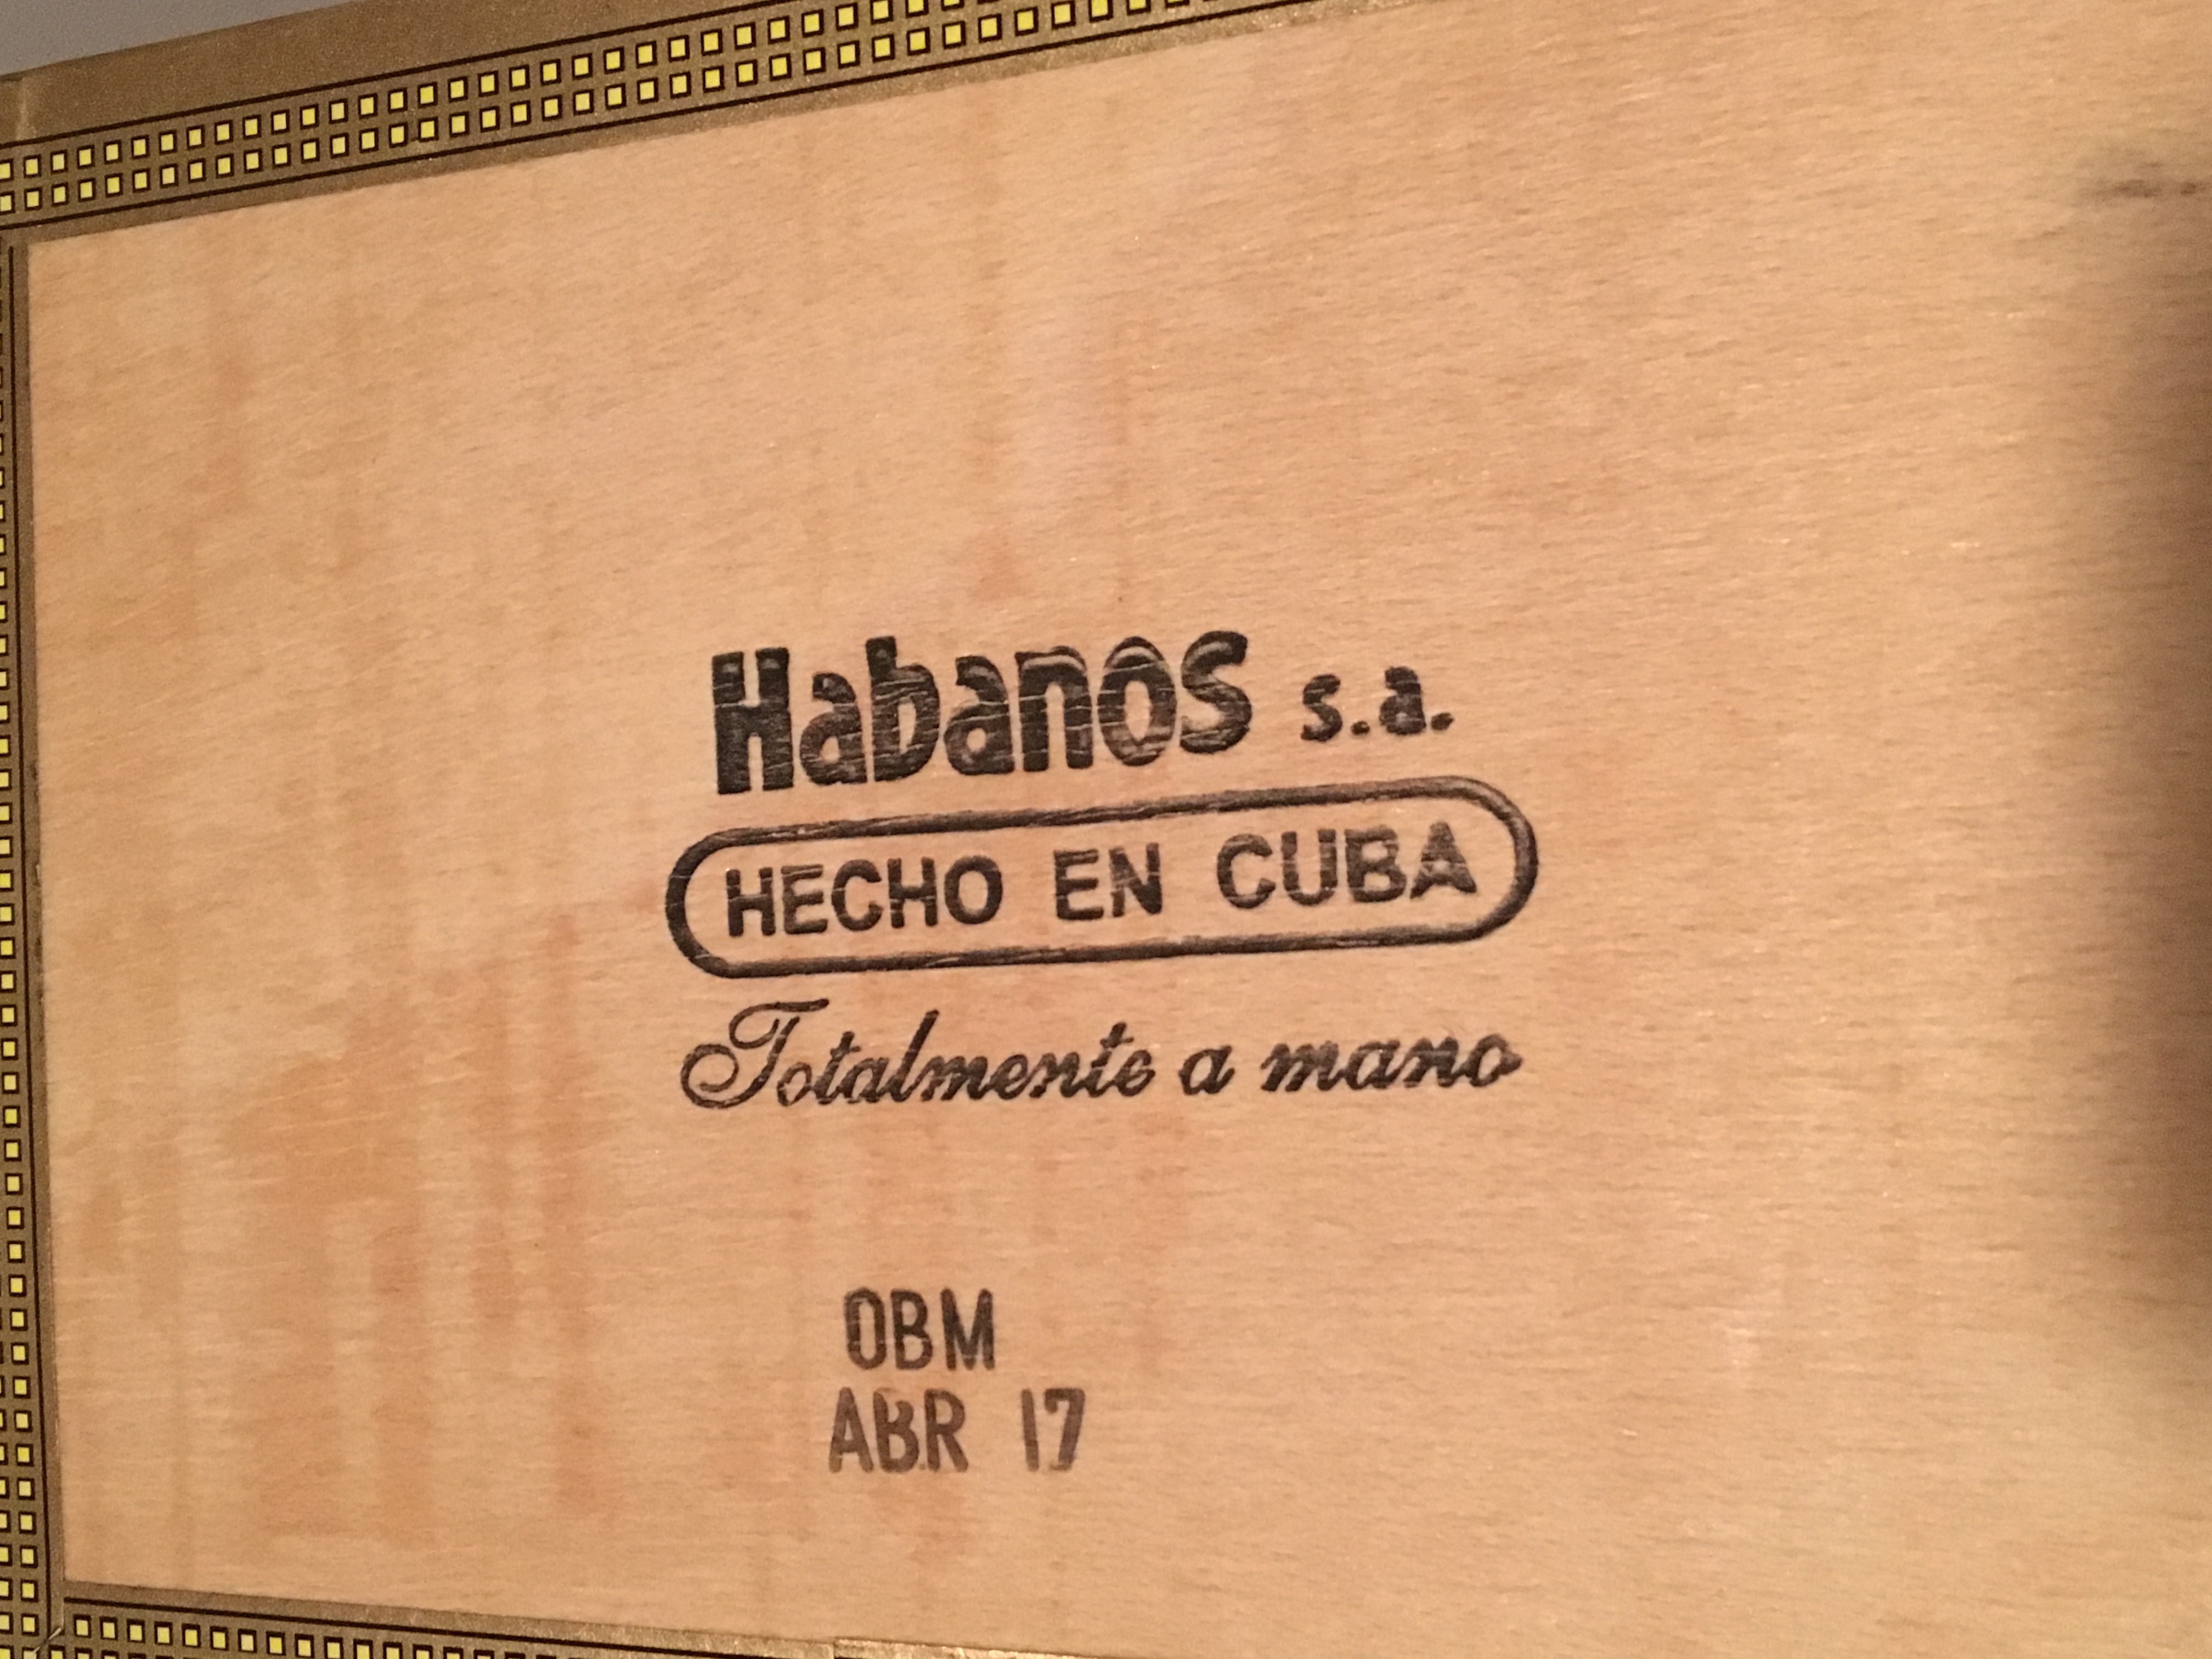 Habanos s.a.
HECHO EN CUBA
Totalmente a mano
OBM
ABR 17